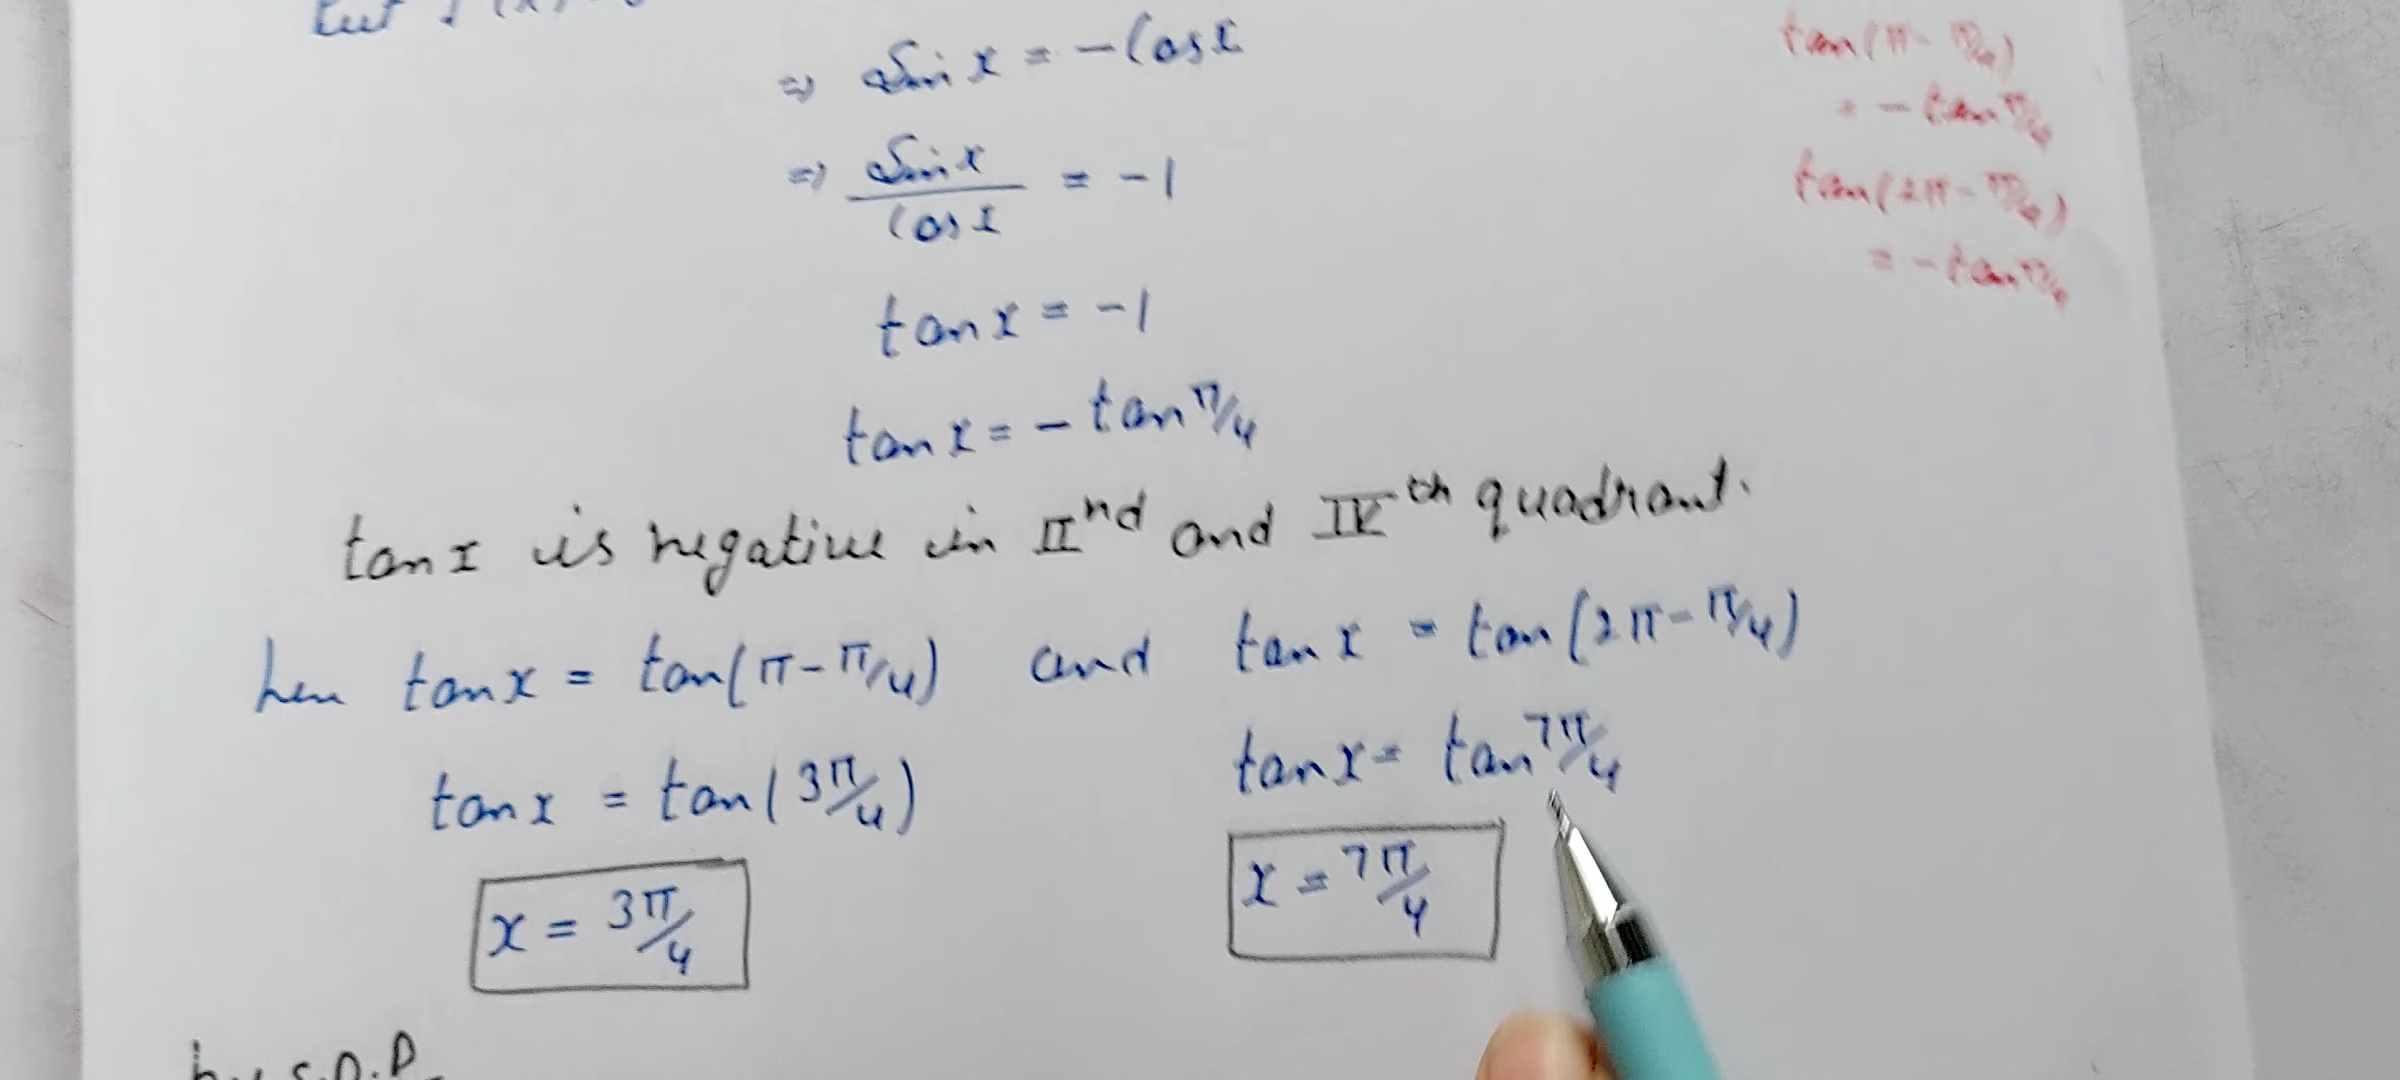 ⇒ Sin x = - Cos x
tan(π - π/4)
= - tan π/4
⇒ Sin x / Cos x = -1
tan(2π - π/4)
= - tan π/4
tan x = -1
tan x = - tan π/4
tan x is negative in IInd and IVth quadrant.
tan x = tan(π - π/4) and tan x = tan(2π - π/4)
tan x = tan(3π/4) tan x = tan 7π/4
x = 3π/4 x = 7π/4
by S.O.D.